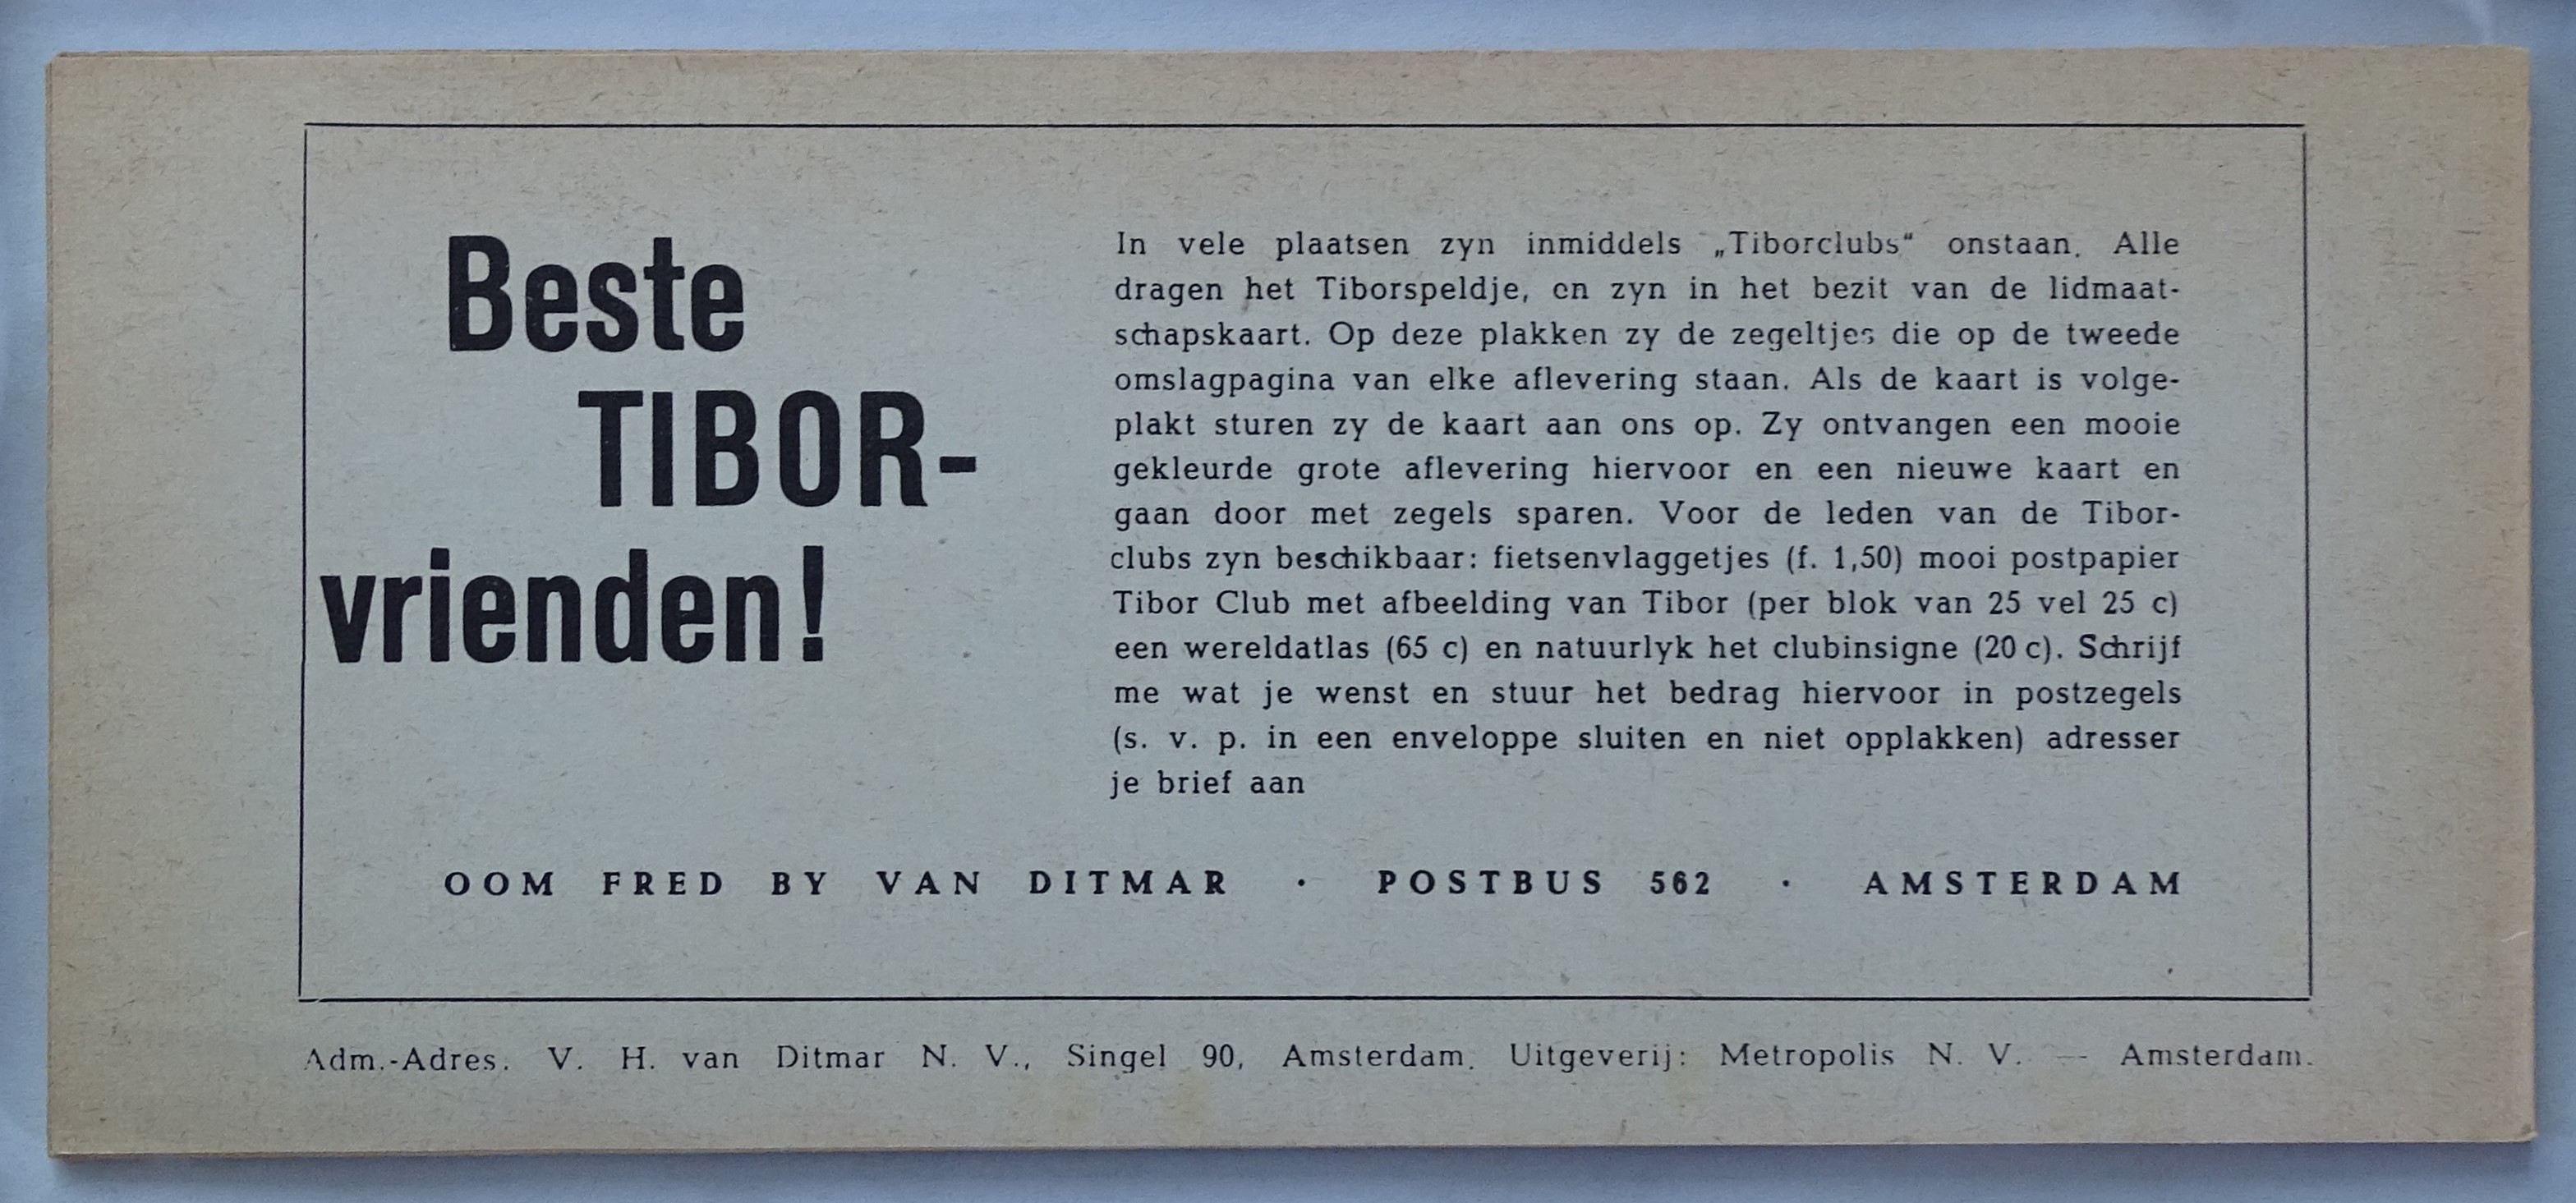 Beste
TIBOR-
vrienden!
In vele plaatsen zyn inmiddels „Tiborclubs“ onstaan. Alle
dragen het Tiborspeldje, en zyn in het bezit van de lidmaat-
schapskaart. Op deze plakken zy de zegeltjes die op de tweede
omslagpagina van elke aflevering staan. Als de kaart is volge-
plakt sturen zy de kaart aan ons op. Zy ontvangen een mooie
gekleurde grote aflevering hiervoor en een nieuwe kaart en
gaan door met zegels sparen. Voor de leden van de Tibor-
clubs zyn beschikbaar: fietsenvlaggetjes (f. 1,50) mooi postpapier
Tibor Club met afbeelding van Tibor (per blok van 25 vel 25 c)
een wereldatlas (65 c) en natuurlyk het clubinsigne (20 c). Schrijf
me wat je wenst en stuur het bedrag hiervoor in postzegels
(s. v. p. in een enveloppe sluiten en niet opplakken) adresser
je brief aan
OOM FRED BY VAN DITMAR · POSTBUS 562 · AMSTERDAM
Adm.-Adres. V. H. van Ditmar N. V., Singel 90, Amsterdam. Uitgeverij: Metropolis N. V. — Amsterdam.